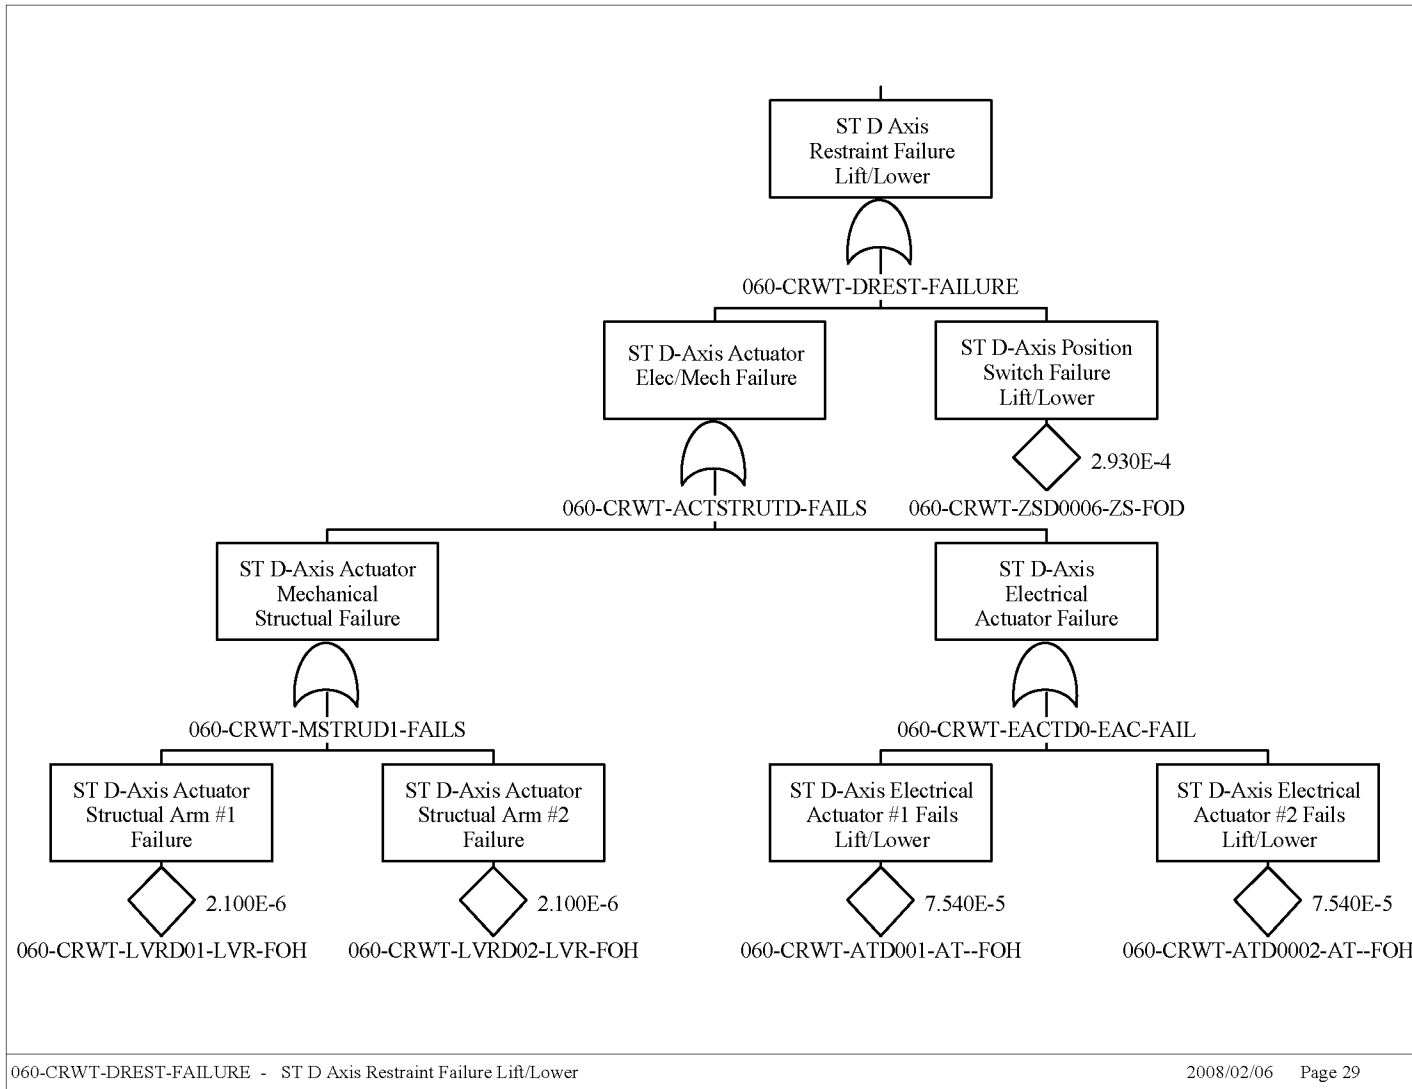 ST D Axis
Restraint Failure
Lift/Lower
060-CRWT-DREST-FAILURE
ST D-Axis Actuator
Elec/Mech Failure
ST D-Axis Position
Switch Failure
Lift/Lower
2.930E-4
060-CRWT-ACTSTRUTD-FAILS
060-CRWT-ZSD0006-ZS-FOD
ST D-Axis Actuator
Mechanical
Structual Failure
ST D-Axis
Electrical
Actuator Failure
060-CRWT-MSTRUD1-FAILS
060-CRWT-EACTD0-EAC-FAIL
ST D-Axis Actuator
Structual Arm #1
Failure
ST D-Axis Actuator
Structual Arm #2
Failure
ST D-Axis Electrical
Actuator #1 Fails
Lift/Lower
ST D-Axis Electrical
Actuator #2 Fails
Lift/Lower
2.100E-6
2.100E-6
7.540E-5
7.540E-5
060-CRWT-LVRD01-LVR-FOH
060-CRWT-LVRD02-LVR-FOH
060-CRWT-ATD001-AT--FOH
060-CRWT-ATD0002-AT--FOH
060-CRWT-DREST-FAILURE - ST D Axis Restraint Failure Lift/Lower
2008/02/06 Page 29